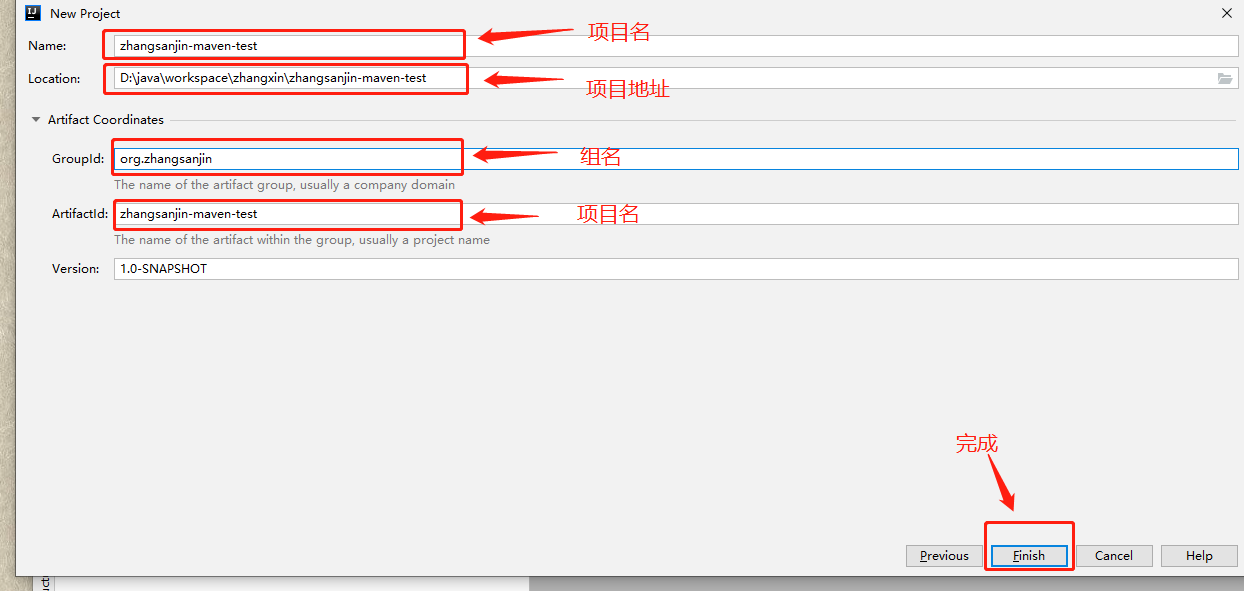 New Project
Name: zhangsanjin-maven-test 项目名
Location: D:\java\workspace\zhangxin\zhangsanjin-maven-test 项目地址
Artifact Coordinates
GroupId: org.zhangsanjin 组名
The name of the artifact group, usually a company domain
ArtifactId: zhangsanjin-maven-test 项目名
The name of the artifact within the group, usually a project name
Version: 1.0-SNAPSHOT
完成
Previous Finish Cancel Help